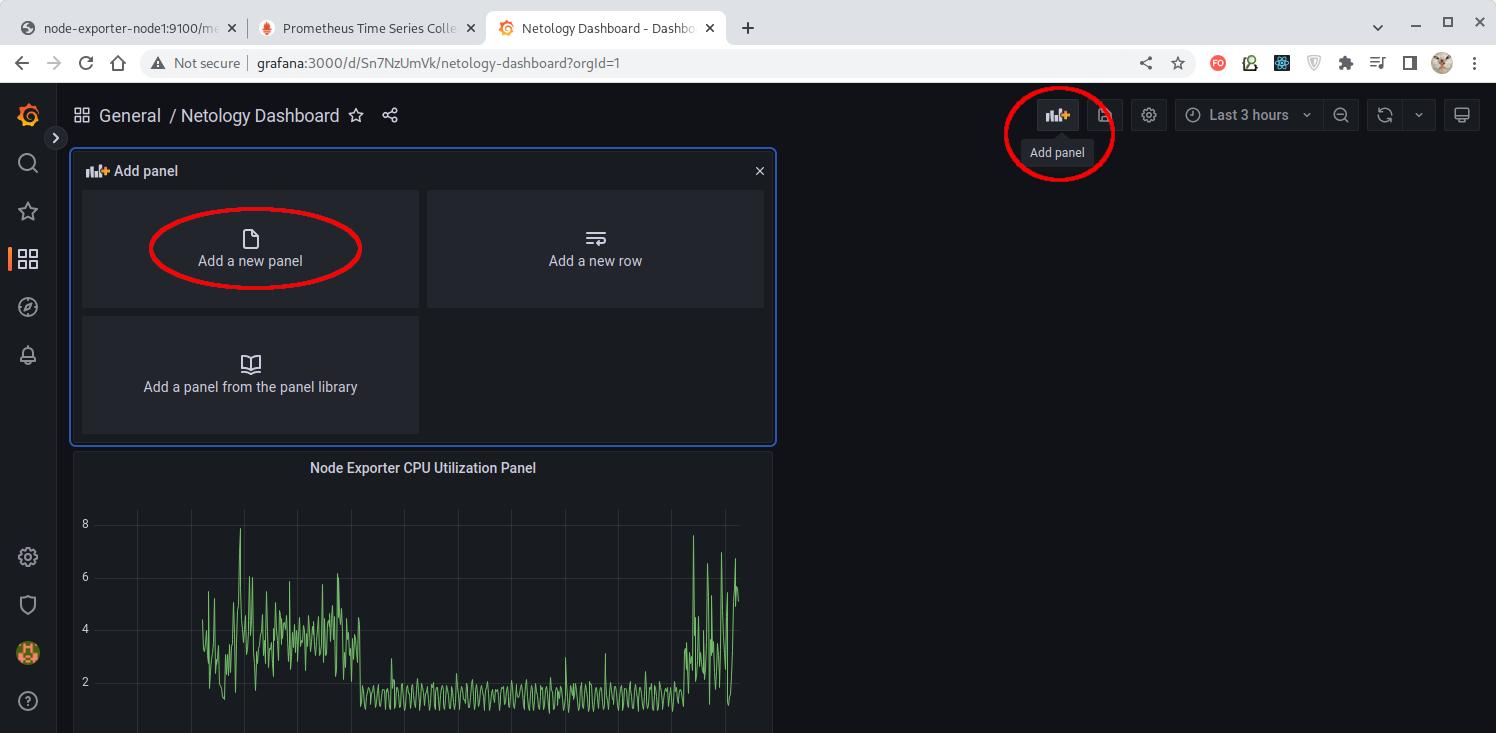 node-exporter-node1:9100/me
Prometheus Time Series Colle
Netology Dashboard - Dashbo
Not secure
grafana:3000/d/Sn7NzUmVk/netology-dashboard?orgId=1
FO
General / Netology Dashboard
Last 3 hours
Add panel
Add panel
Add a new panel
Add a new row
Add a panel from the panel library
Node Exporter CPU Utilization Panel
8
6
4
2